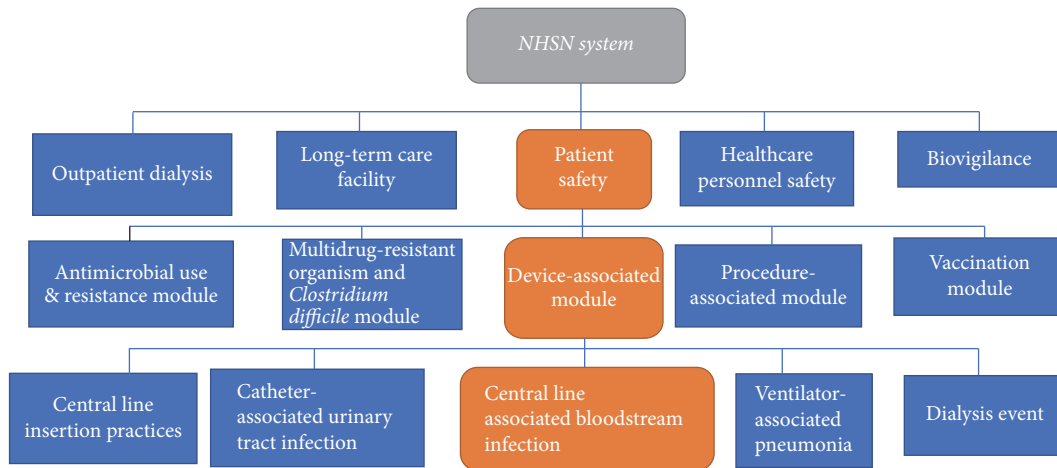 NHSN system
Outpatient dialysis
Long-term care
facility
Patient
safety
Healthcare
personnel safety
Biovigilance
Antimicrobial use
& resistance module
Multidrug-resistant
organism and
Clostridium
difficile module
Device-associated
module
Procedure-
associated module
Vaccination
module
Central line
insertion practices
Catheter-
associated urinary
tract infection
Central line
associated bloodstream
infection
Ventilator-
associated
pneumonia
Dialysis event